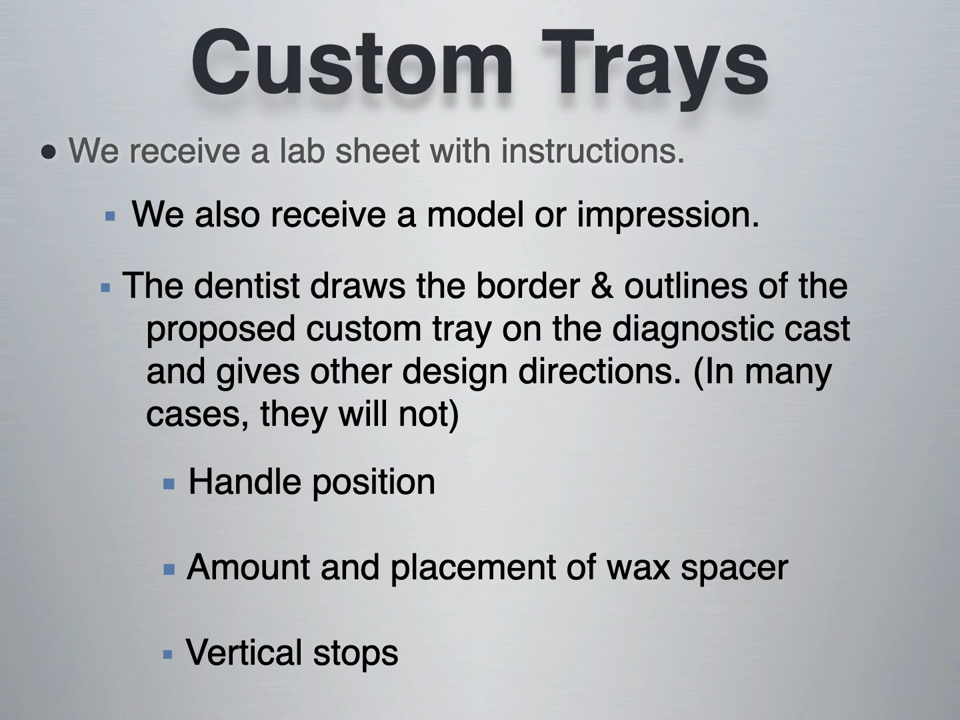 Custom Trays
• We receive a lab sheet with instructions.
▪ We also receive a model or impression.
▪ The dentist draws the border & outlines of the
proposed custom tray on the diagnostic cast
and gives other design directions. (In many
cases, they will not)
▪ Handle position
▪ Amount and placement of wax spacer
▪ Vertical stops